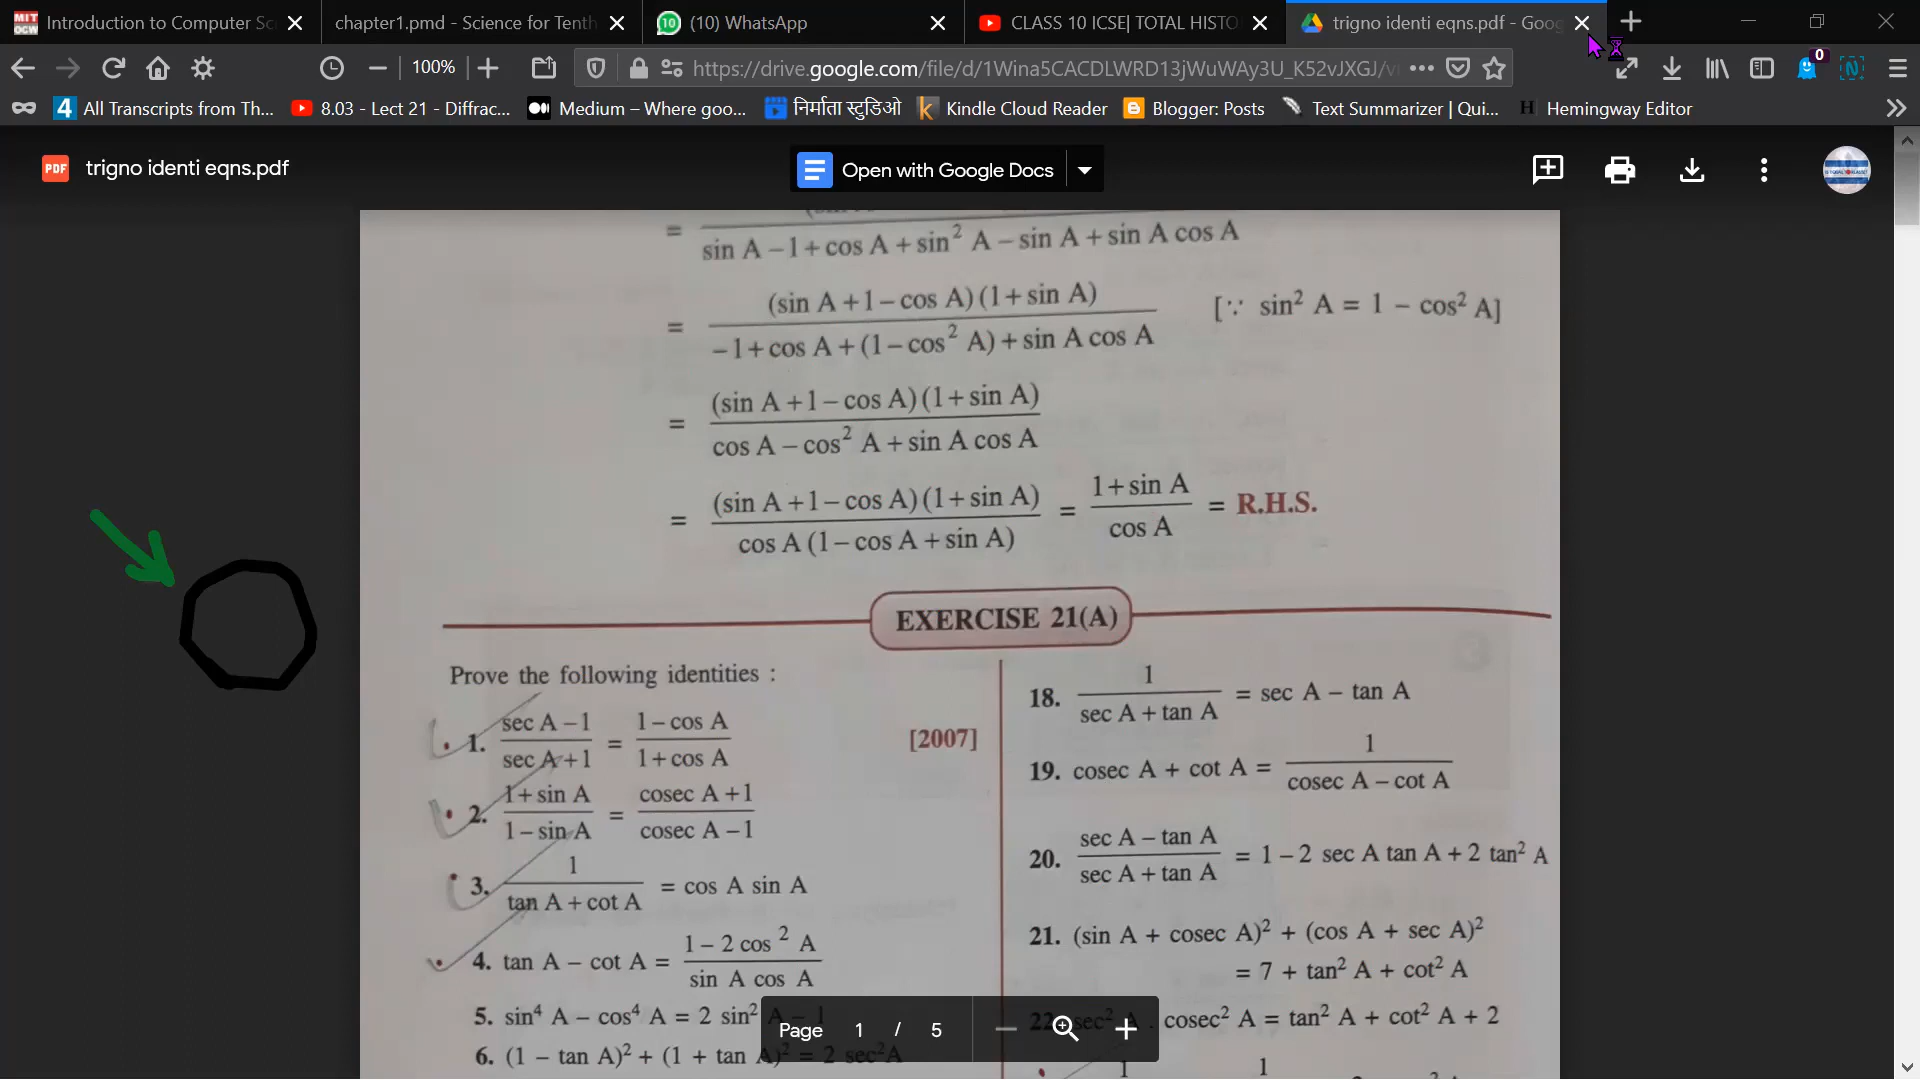 Introduction to Computer Sc
chapter1.pmd - Science for Tenth
(10) WhatsApp
CLASS 10 ICSE| TOTAL HISTO
trigno identi eqns.pdf - Goog
100%
https://drive.google.com/file/d/1Wina5CACDLWRD13jWuWAy3U_K52vJXGJ/v
0
All Transcripts from Th...
8.03 - Lect 21 - Diffrac...
Medium – Where goo...
निर्माता स्टुडिओ
Kindle Cloud Reader
Blogger: Posts
Text Summarizer | Qui...
H Hemingway Editor
PDF trigno identi eqns.pdf
Open with Google Docs
= / sin A – 1 + cos A + sin² A – sin A + sin A cos A
= (sin A + 1 – cos A) (1 + sin A) / –1 + cos A + (1 – cos² A) + sin A cos A [∵ sin² A = 1 – cos² A]
= (sin A + 1 – cos A) (1 + sin A) / cos A – cos² A + sin A cos A
= (sin A + 1 – cos A) (1 + sin A) / cos A (1 – cos A + sin A) = 1 + sin A / cos A = R.H.S.
EXERCISE 21(A)
Prove the following identities :
1. sec A – 1 / sec A + 1 = 1 – cos A / 1 + cos A [2007]
2. 1 + sin A / 1 – sin A = cosec A + 1 / cosec A – 1
3. 1 / tan A + cot A = cos A sin A
4. tan A – cot A = 1 – 2 cos² A / sin A cos A
5. sin⁴ A – cos⁴ A = 2 sin² A – 1
6. (1 – tan A)² + (1 + tan A)² = 2 sec² A
18. 1 / sec A + tan A = sec A – tan A
19. cosec A + cot A = 1 / cosec A – cot A
20. sec A – tan A / sec A + tan A = 1 – 2 sec A tan A + 2 tan² A
21. (sin A + cosec A)² + (cos A + sec A)²
= 7 + tan² A + cot² A
22. sec² A . cosec² A = tan² A + cot² A + 2
1 1
Page 1 / 5